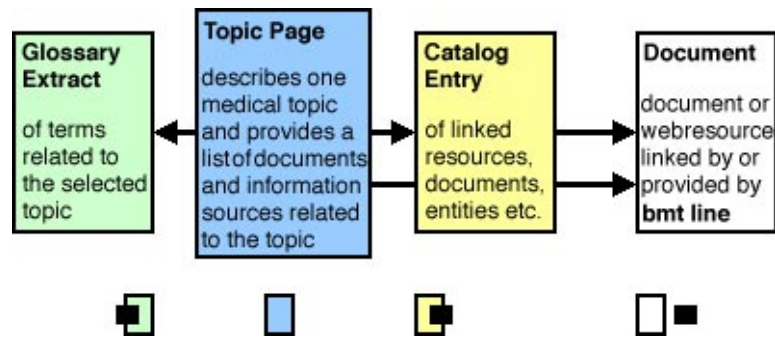 Glossary
Extract
of terms
related to
the selected
topic
Topic Page
describes one
medical topic
and provides a
list of documents
and information
sources related
to the topic
Catalog
Entry
of linked
resources,
documents,
entities etc.
Document
document or
webresource
linked by or
provided by
bmt line